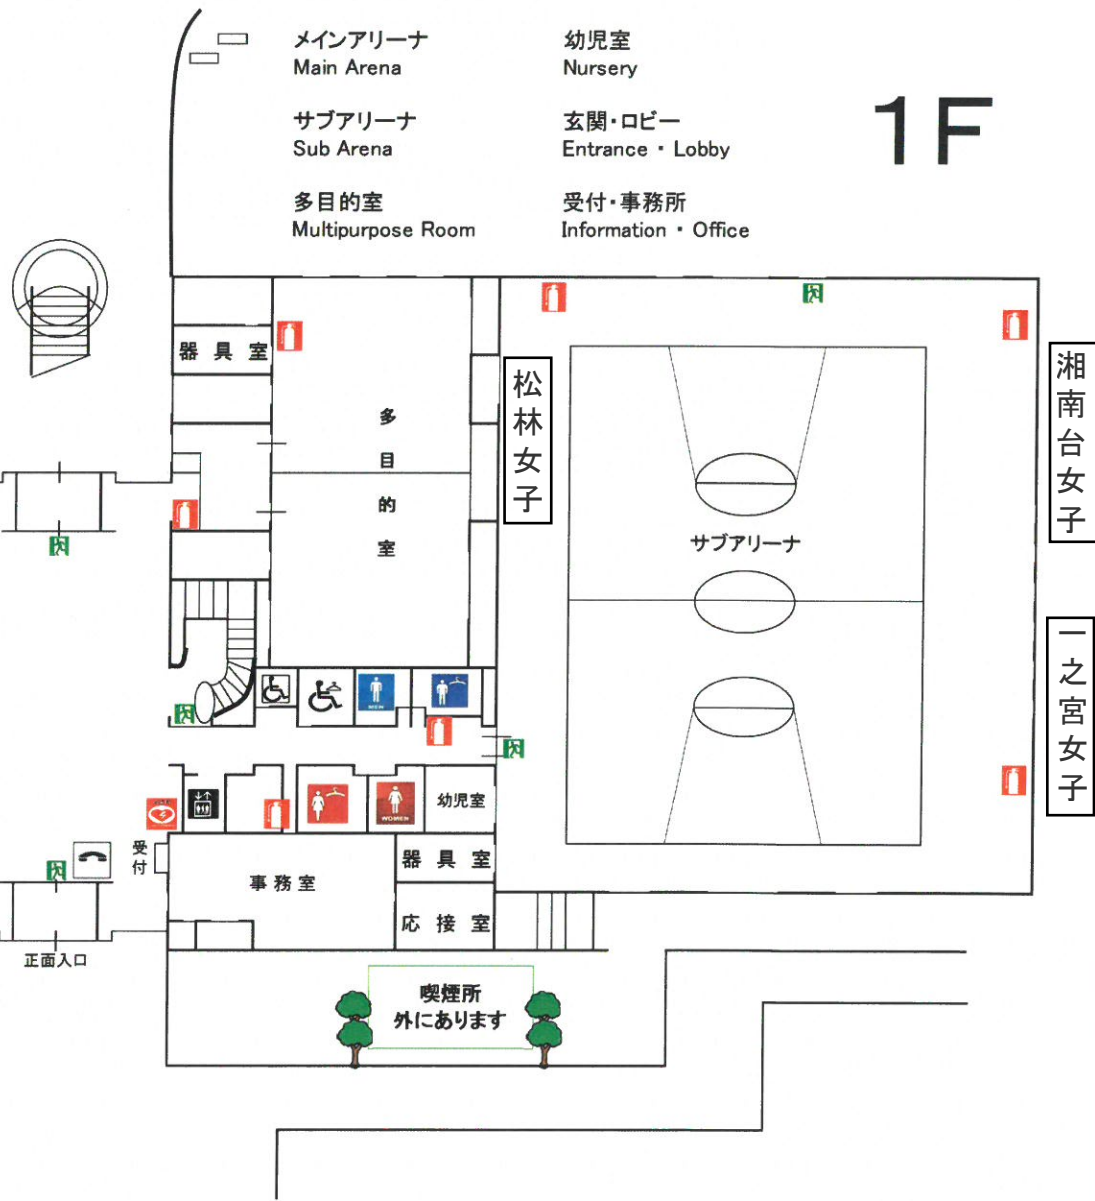 メインアリーナ
Main Arena
幼児室
Nursery
サブアリーナ
Sub Arena
玄関・ロビー
Entrance・Lobby
多目的室
Multipurpose Room
受付・事務所
Information・Office
1F
器具室
多目的室
松林女子
湘南台女子
サブアリーナ
一之宮女子
MEN
WOMEN
幼児室
受付
事務室
器具室
応接室
正面入口
喫煙所
外にあります